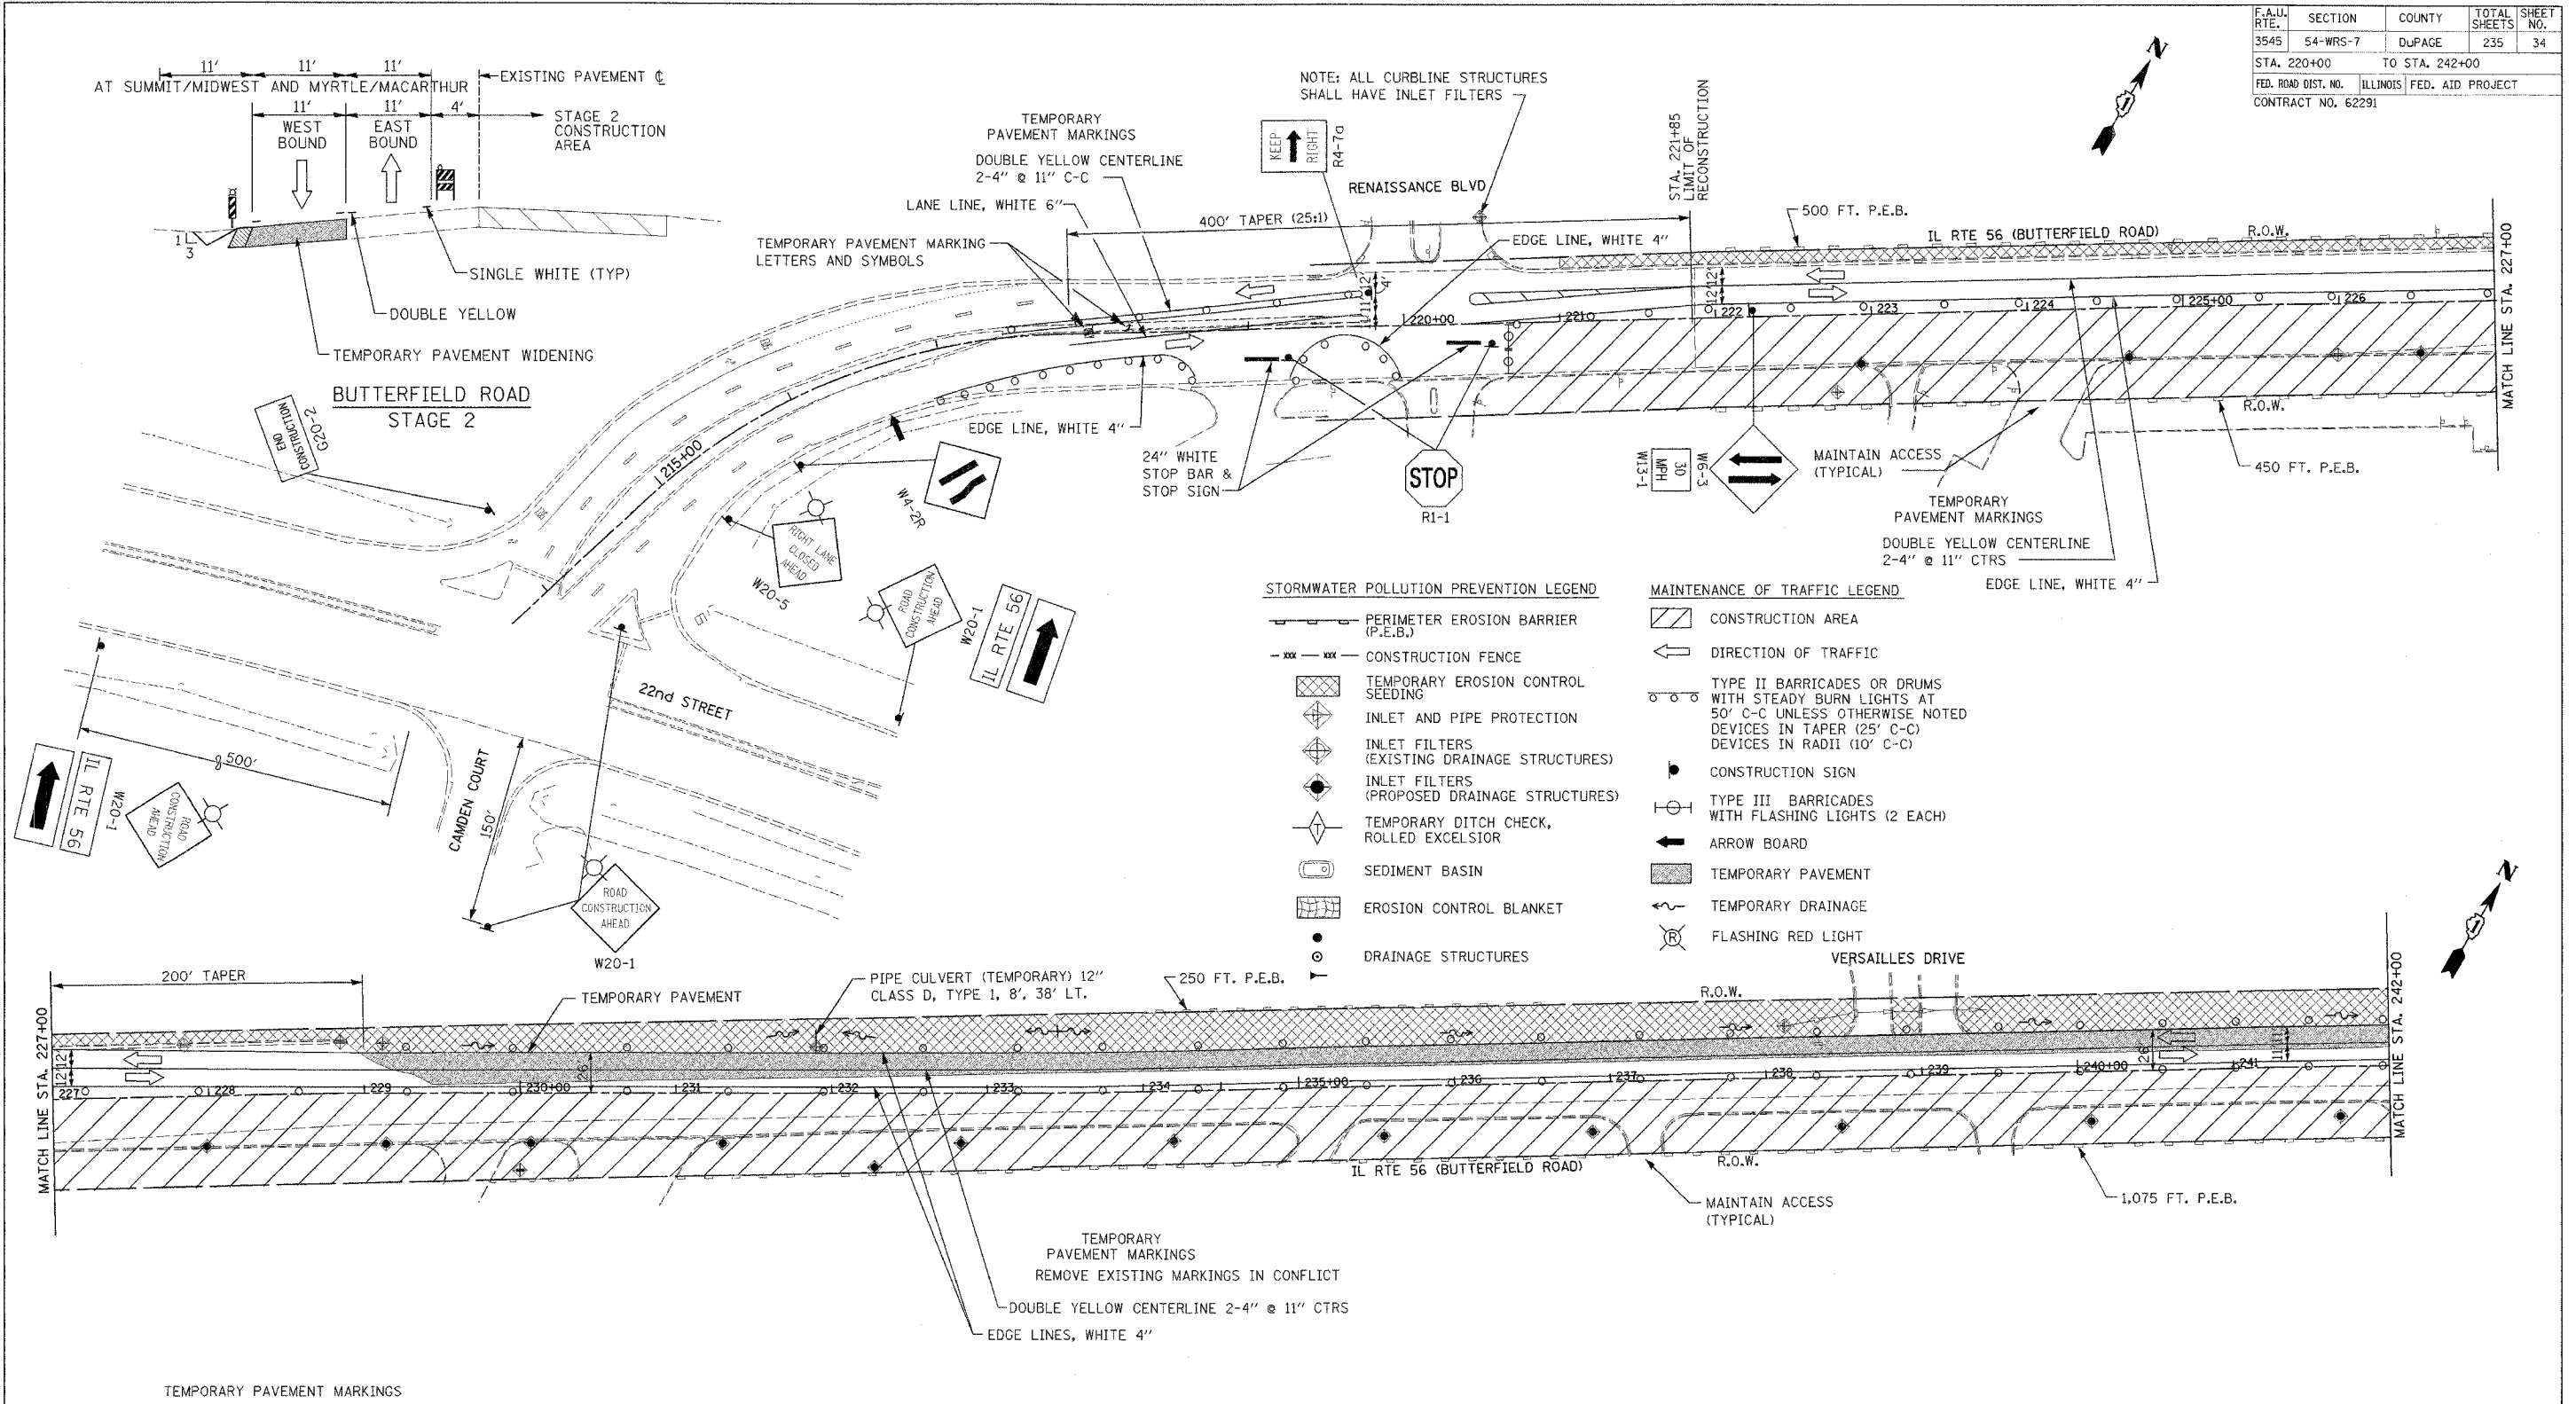 F.A.U. RTE. SECTION COUNTY TOTAL SHEETS SHEET NO.
3545 54-WRS-7 DuPAGE 235 34
STA. 220+00 TO STA. 242+00
FED. ROAD DIST. NO. ILLINOIS FED. AID PROJECT
CONTRACT NO. 62291
11' 11' 11'
EXISTING PAVEMENT ℄
AT SUMMIT/MIDWEST AND MYRTLE/MACARTHUR
11' 11' 4'
WEST BOUND
EAST BOUND
STAGE 2
CONSTRUCTION
AREA
1
3
SINGLE WHITE (TYP)
DOUBLE YELLOW
TEMPORARY PAVEMENT WIDENING
BUTTERFIELD ROAD
STAGE 2
NOTE: ALL CURBLINE STRUCTURES
SHALL HAVE INLET FILTERS
TEMPORARY
PAVEMENT MARKINGS
DOUBLE YELLOW CENTERLINE
2-4" @ 11" C-C
LANE LINE, WHITE 6"
TEMPORARY PAVEMENT MARKING
LETTERS AND SYMBOLS
KEEP
RIGHT
R4-7a
RENAISSANCE BLVD
400' TAPER (25:1)
EDGE LINE, WHITE 4"
STA. 221+85
LIMIT OF
RECONSTRUCTION
500 FT. P.E.B.
IL RTE 56 (BUTTERFIELD ROAD)
R.O.W.
N
MATCH LINE STA. 227+00
12' 12'
4'
11' 12'
220+00
221
222
223
224
225+00
226
215+00
END
CONSTRUCTION
G20-2
EDGE LINE, WHITE 4"
W4-2R
RIGHT LANE
CLOSED
AHEAD
W20-5
ROAD
CONSTRUCTION
AHEAD
W20-1
IL RTE 56
24" WHITE
STOP BAR &
STOP SIGN
STOP
R1-1
30
MPH
W13-1
W6-3
MAINTAIN ACCESS
(TYPICAL)
R.O.W.
450 FT. P.E.B.
TEMPORARY
PAVEMENT MARKINGS
DOUBLE YELLOW CENTERLINE
2-4" @ 11" CTRS
EDGE LINE, WHITE 4"
22nd STREET
CAMDEN COURT
150'
500'
IL RTE 56
W20-1
ROAD
CONSTRUCTION
AHEAD
ROAD
CONSTRUCTION
AHEAD
W20-1
STORMWATER POLLUTION PREVENTION LEGEND
PERIMETER EROSION BARRIER
(P.E.B.)
CONSTRUCTION FENCE
TEMPORARY EROSION CONTROL
SEEDING
INLET AND PIPE PROTECTION
INLET FILTERS
(EXISTING DRAINAGE STRUCTURES)
INLET FILTERS
(PROPOSED DRAINAGE STRUCTURES)
T
TEMPORARY DITCH CHECK,
ROLLED EXCELSIOR
SEDIMENT BASIN
EROSION CONTROL BLANKET
DRAINAGE STRUCTURES
MAINTENANCE OF TRAFFIC LEGEND
CONSTRUCTION AREA
DIRECTION OF TRAFFIC
TYPE II BARRICADES OR DRUMS
WITH STEADY BURN LIGHTS AT
50' C-C UNLESS OTHERWISE NOTED
DEVICES IN TAPER (25' C-C)
DEVICES IN RADII (10' C-C)
CONSTRUCTION SIGN
TYPE III BARRICADES
WITH FLASHING LIGHTS (2 EACH)
ARROW BOARD
TEMPORARY PAVEMENT
TEMPORARY DRAINAGE
R
FLASHING RED LIGHT
N
MATCH LINE STA. 227+00
200' TAPER
TEMPORARY PAVEMENT
PIPE CULVERT (TEMPORARY) 12"
CLASS D, TYPE 1, 8', 38' LT.
250 FT. P.E.B.
VERSAILLES DRIVE
R.O.W.
MATCH LINE STA. 242+00
12' 12'
26'
26'
11' 11'
227
228
229
230+00
231
232
233
234
235+00
236
237
238
239
240+00
241
IL RTE 56 (BUTTERFIELD ROAD)
R.O.W.
MAINTAIN ACCESS
(TYPICAL)
1,075 FT. P.E.B.
TEMPORARY
PAVEMENT MARKINGS
REMOVE EXISTING MARKINGS IN CONFLICT
DOUBLE YELLOW CENTERLINE 2-4" @ 11" CTRS
EDGE LINES, WHITE 4"
TEMPORARY PAVEMENT MARKINGS